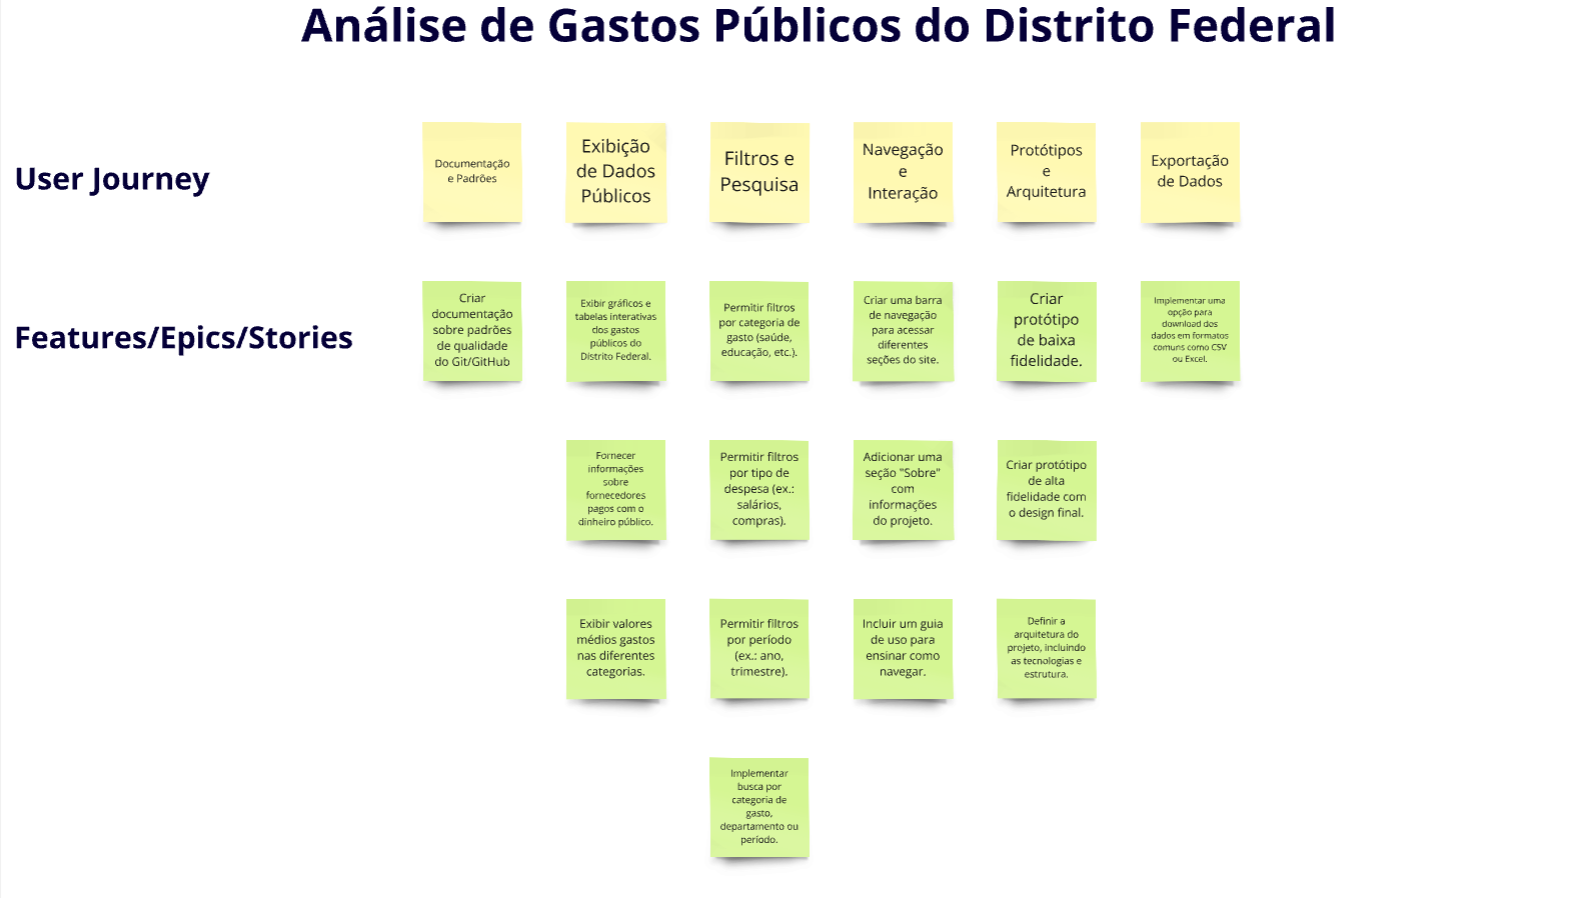 Análise de Gastos Públicos do Distrito Federal
User Journey
Documentação
e Padrões
Exibição
de Dados
Públicos
Filtros e
Pesquisa
Navegação
e
Interação
Protótipos
e
Arquitetura
Exportação
de Dados
Features/Epics/Stories
Criar
documentação
sobre padrões
de qualidade
do Git/GitHub
Exibir gráficos e
tabelas interativas
dos gastos
públicos do
Distrito Federal.
Permitir filtros
por categoria de
gasto (saúde,
educação, etc.).
Criar uma barra
de navegação
para acessar
diferentes
seções do site.
Criar
protótipo
de baixa
fidelidade.
Implementar uma
opção para
download dos
dados em formatos
comuns como CSV
ou Excel.
Fornecer
informações
sobre
fornecedores
pagos com o
dinheiro público.
Permitir filtros
por tipo de
despesa (ex.:
salários,
compras).
Adicionar uma
seção "Sobre"
com
informações
do projeto.
Criar protótipo
de alta
fidelidade com
o design final.
Exibir valores
médios gastos
nas diferentes
categorias.
Permitir filtros
por período
(ex.: ano,
trimestre).
Incluir um guia
de uso para
ensinar como
navegar.
Definir a
arquitetura do
projeto, incluindo
as tecnologias e
estrutura.
Implementar
busca por
categoria de
gasto,
departamento ou
período.